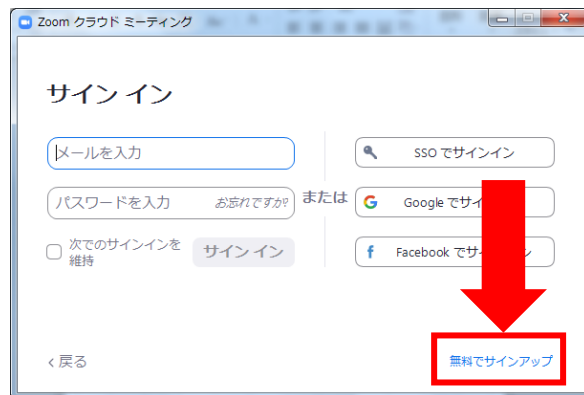 Zoom クラウド ミーティング
サイン イン
メールを入力
パスワードを入力 お忘れですか?
次でのサインインを
維持
サイン イン
または
SSO でサインイン
Google でサ
Facebook でサ ン
< 戻る
無料でサインアップ